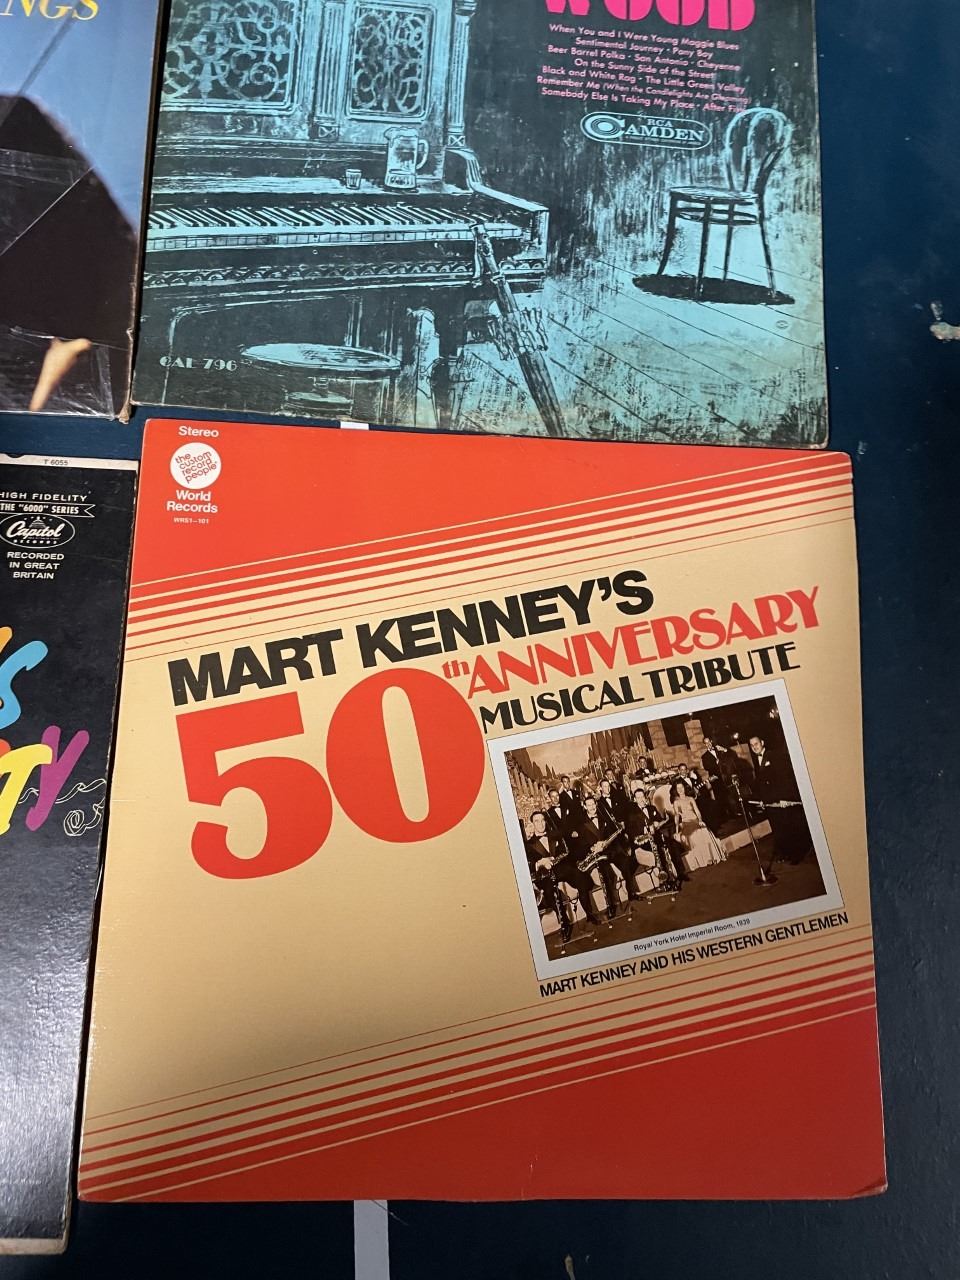 NGS
WOOD
When You and I Were Young Maggie Blues
Sentimental Journey • Pony Boy
Beer Barrel Polka • San Antonio • Cheyenne
On the Sunny Side of the Street
Black and White Rag • The Little Green Valley
Remember Me (When the Candlelights Are Gleaming)
Somebody Else Is Taking My Place • After
RCA
CAMDEN
CAL 796
T 6055
HIGH FIDELITY
THE "6000" SERIES
Capitol
RECORDS
RECORDED
IN GREAT
BRITAIN
S
TY
Stereo
the
custom
record
people
World
Records
WRS1-101
MART KENNEY'S
50th ANNIVERSARY
MUSICAL TRIBUTE
Royal York Hotel Imperial Room, 1939
MART KENNEY AND HIS WESTERN GENTLEMEN